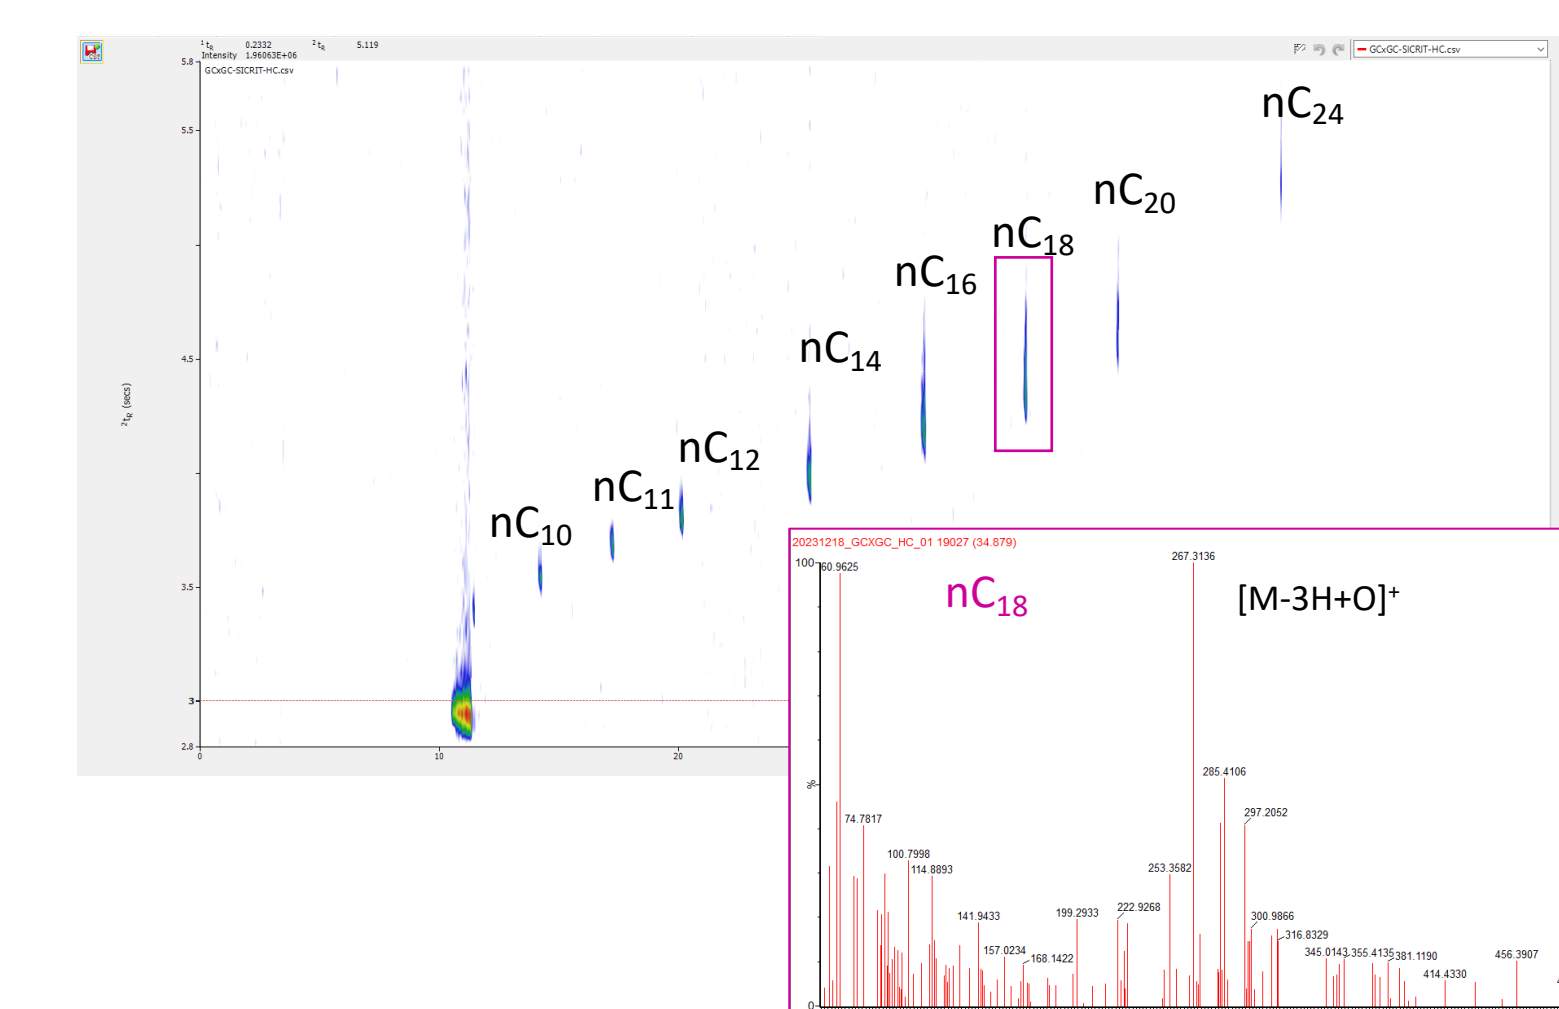 ¹tR 0.2332 ²tR 5.119
Intensity 1.96063E+06
GCxGC-SICRIT-HC.csv
GCxGC-SICRIT-HC.csv
5.8
5.5
4.5
3.5
3
2.8
²tR (secs)
0
10
20
nC24
nC20
nC18
nC16
nC14
nC12
nC11
nC10
20231218_GCXGC_HC_01 19027 (34.879)
100
%
0
nC18
[M-3H+O]⁺
60.9625
267.3136
285.4106
297.2052
74.7817
100.7998
114.8893
253.3582
141.9433
199.2933
222.9268
300.9866
316.8329
157.0234
168.1422
345.0143
355.4135
381.1190
414.4330
456.3907